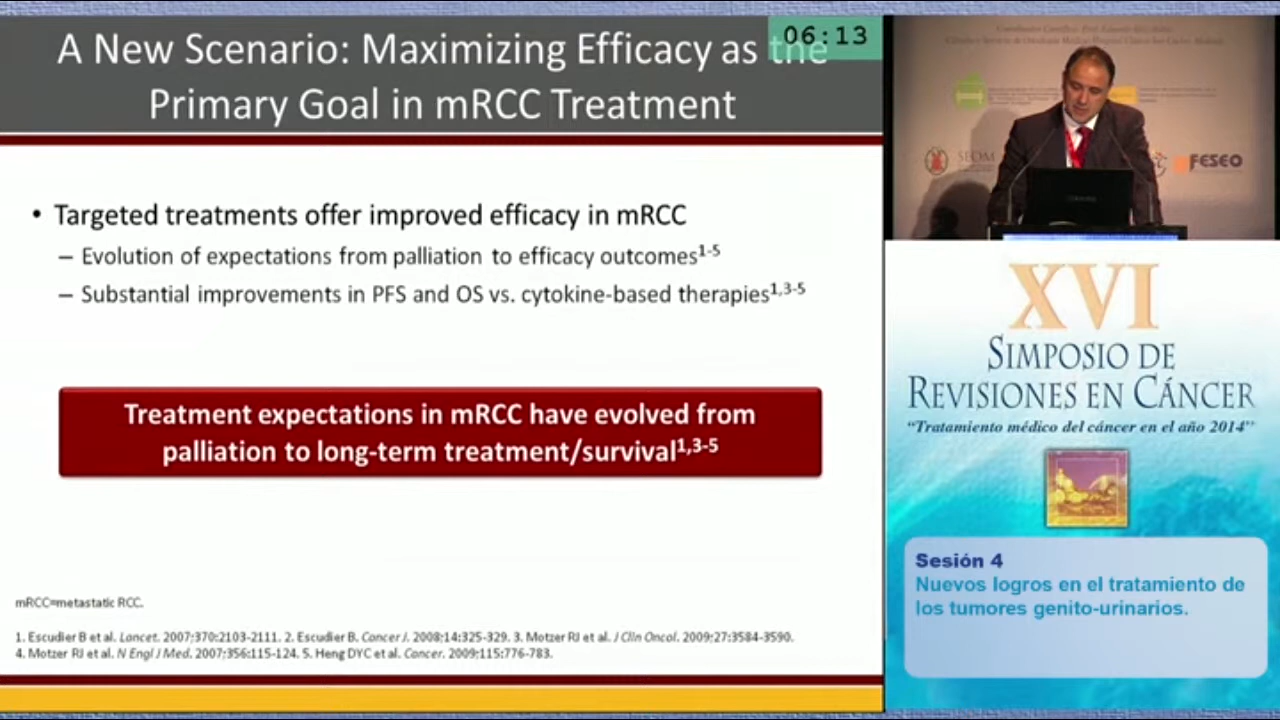 A New Scenario: Maximizing Efficacy as the
Primary Goal in mRCC Treatment
06:13
• Targeted treatments offer improved efficacy in mRCC
– Evolution of expectations from palliation to efficacy outcomes1-5
– Substantial improvements in PFS and OS vs. cytokine-based therapies1,3-5
Treatment expectations in mRCC have evolved from
palliation to long-term treatment/survival1,3-5
mRCC=metastatic RCC.
1. Escudier B et al. Lancet. 2007;370:2103-2111. 2. Escudier B. Cancer J. 2008;14:325-329. 3. Motzer RJ et al. J Clin Oncol. 2009;27:3584-3590.
4. Motzer RJ et al. N Engl J Med. 2007;356:115-124. 5. Heng DYC et al. Cancer. 2009;115:776-783.
SEOM
FESEO
XVI
SIMPOSIO DE
REVISIONES EN CÁNCER
“Tratamiento médico del cáncer en el año 2014”
Sesión 4
Nuevos logros en el tratamiento de
los tumores genito-urinarios.